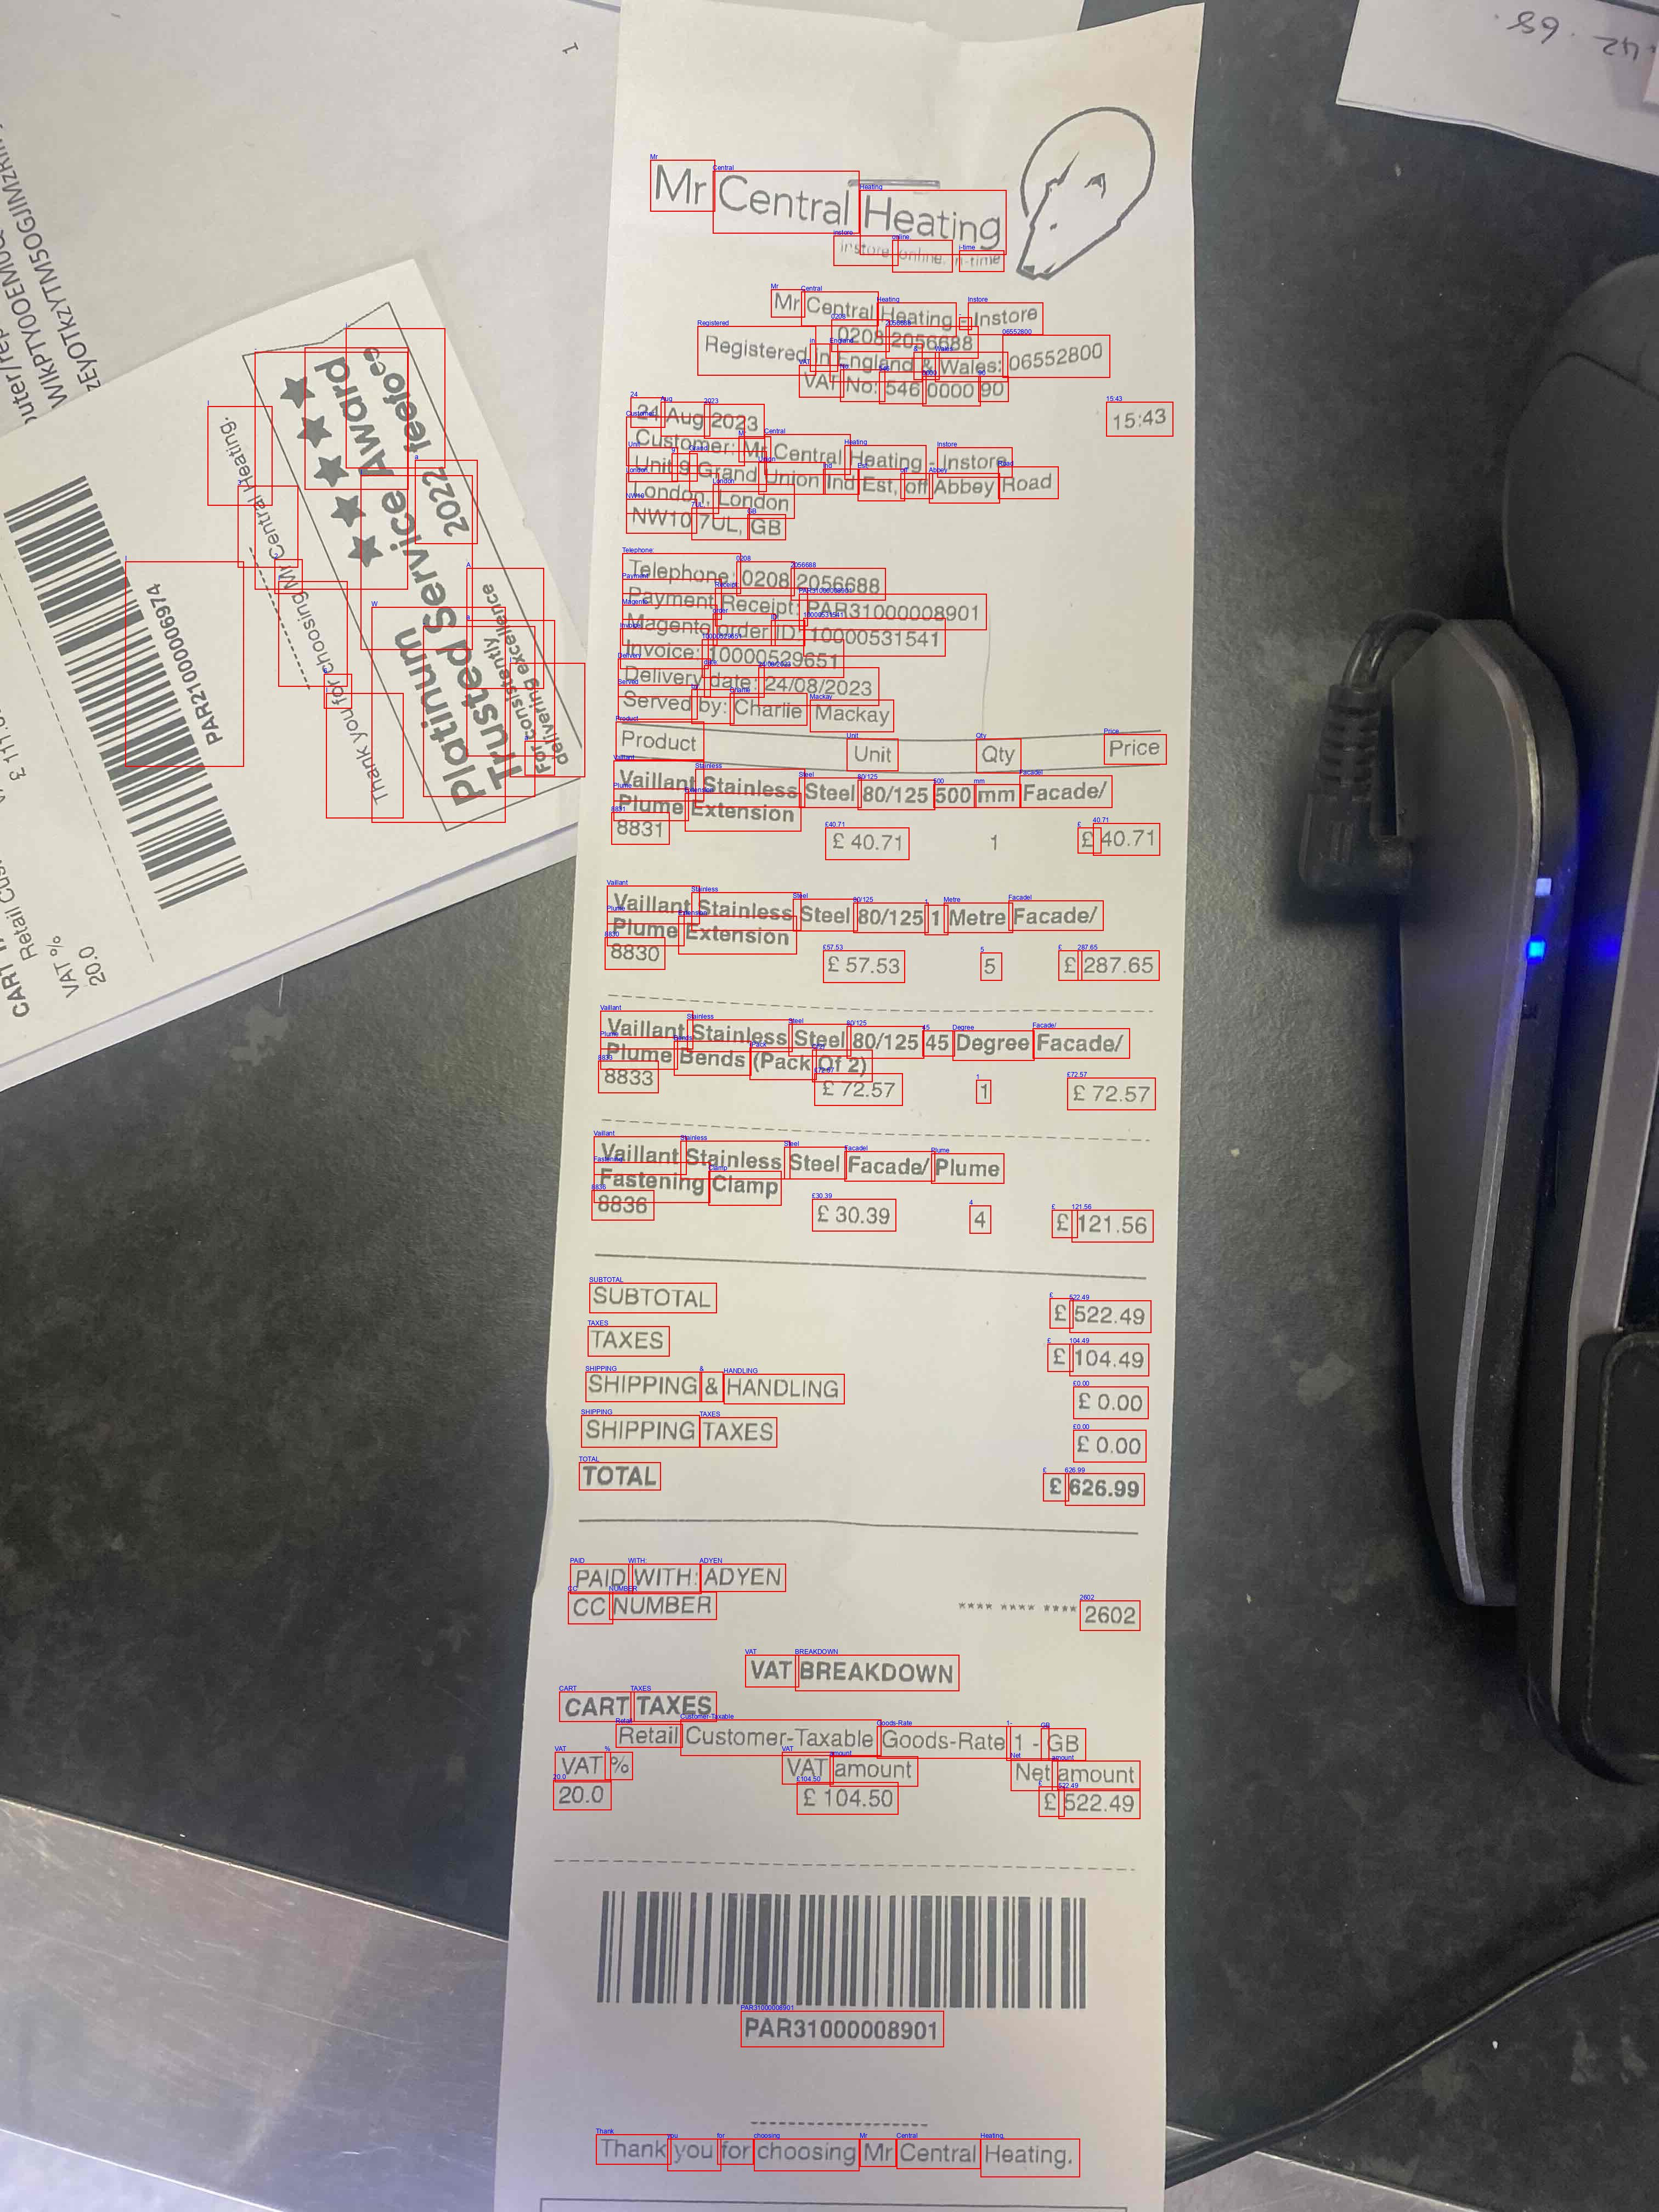 Mr Central Heating
instore. online. n-time
Mr Central Heating - Instore
0208 2056688
Registered in England & Wales: 06552800
VAT No: 546 0000 90
24 Aug 2023 15:43
Customer: Mr Central Heating - Instore
Unit 9 Grand Union Ind Est, off Abbey Road
London, London
NW10 7UL, GB
Telephone: 0208 2056688
Payment Receipt: PAR31000008901
Magento order ID: 10000531541
Invoice: 10000529651
Delivery date: 24/08/2023
Served by: Charlie Mackay
Product Unit Qty Price
Vaillant Stainless Steel 80/125 500 mm Facade/
Plume Extension
8831 £ 40.71 1 £ 40.71
Vaillant Stainless Steel 80/125 1 Metre Facade/
Plume Extension
8830 £ 57.53 5 £ 287.65
Vaillant Stainless Steel 80/125 45 Degree Facade/
Plume Bends (Pack Of 2)
8833 £ 72.57 1 £ 72.57
Vaillant Stainless Steel Facade/ Plume
Fastening Clamp
8836 £ 30.39 4 £ 121.56
SUBTOTAL £ 522.49
TAXES £ 104.49
SHIPPING & HANDLING £ 0.00
SHIPPING TAXES £ 0.00
TOTAL £ 626.99
PAID WITH: ADYEN
CC NUMBER **** **** **** 2602
VAT BREAKDOWN
CART TAXES
Retail Customer-Taxable Goods-Rate 1 - GB
VAT % VAT amount Net amount
20.0 £ 104.50 £ 522.49
PAR31000008901
Thank you for choosing Mr Central Heating.
PAR21000006974
Thank you for choosing Mr Central Heating.
Platinum
Trusted Service Award
2022 feefo
For consistently
delivering excellence
VAT %
20.0